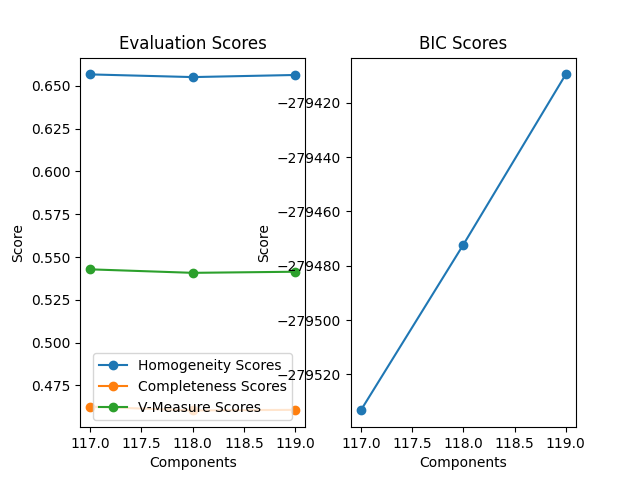 Evaluation Scores
0.650
0.625
0.600
0.575
0.550
0.525
0.500
0.475
Score
Homogeneity Scores
Completeness Scores
V-Measure Scores
117.0 117.5 118.0 118.5 119.0
Components
BIC Scores
−279420
−279440
−279460
−279480
−279500
−279520
Score
117.0 117.5 118.0 118.5 119.0
Components